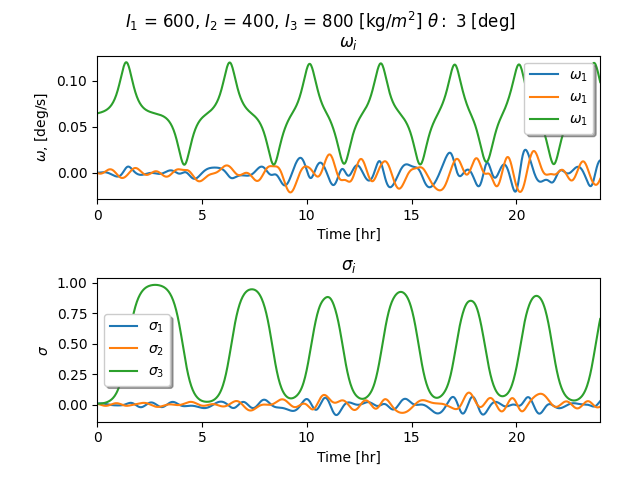 I₁ = 600, I₂ = 400, I₃ = 800 [kg/m²] θ : 3 [deg]
ωᵢ
ω, [deg/s]
0.10
0.05
0.00
ω₁
ω₁
ω₁
0 5 10 15 20
Time [hr]
σᵢ
σ
1.00
0.75
0.50
0.25
0.00
σ₁
σ₂
σ₃
0 5 10 15 20
Time [hr]